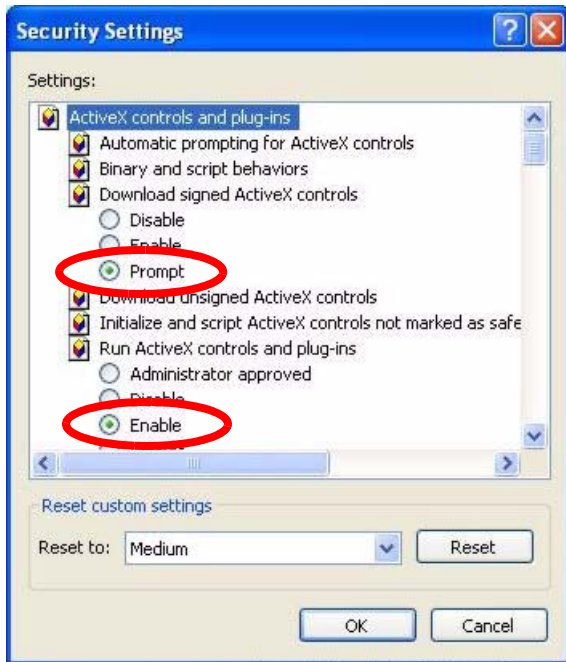 Security Settings
Settings:
ActiveX controls and plug-ins
Automatic prompting for ActiveX controls
Binary and script behaviors
Download signed ActiveX controls
Disable
Enable
Prompt
Download unsigned ActiveX controls
Initialize and script ActiveX controls not marked as safe
Run ActiveX controls and plug-ins
Administrator approved
Disable
Enable
Reset custom settings
Reset to: Medium Reset
OK Cancel